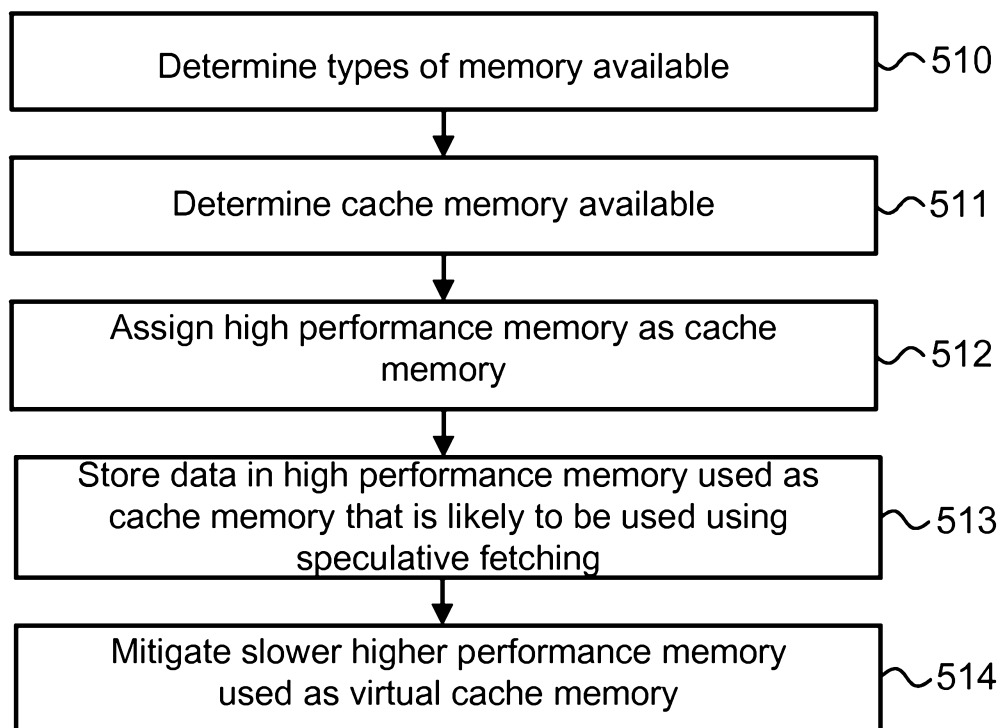 Determine types of memory available
510
Determine cache memory available
511
Assign high performance memory as cache
memory
512
Store data in high performance memory used as
cache memory that is likely to be used using
speculative fetching
513
Mitigate slower higher performance memory
used as virtual cache memory
514